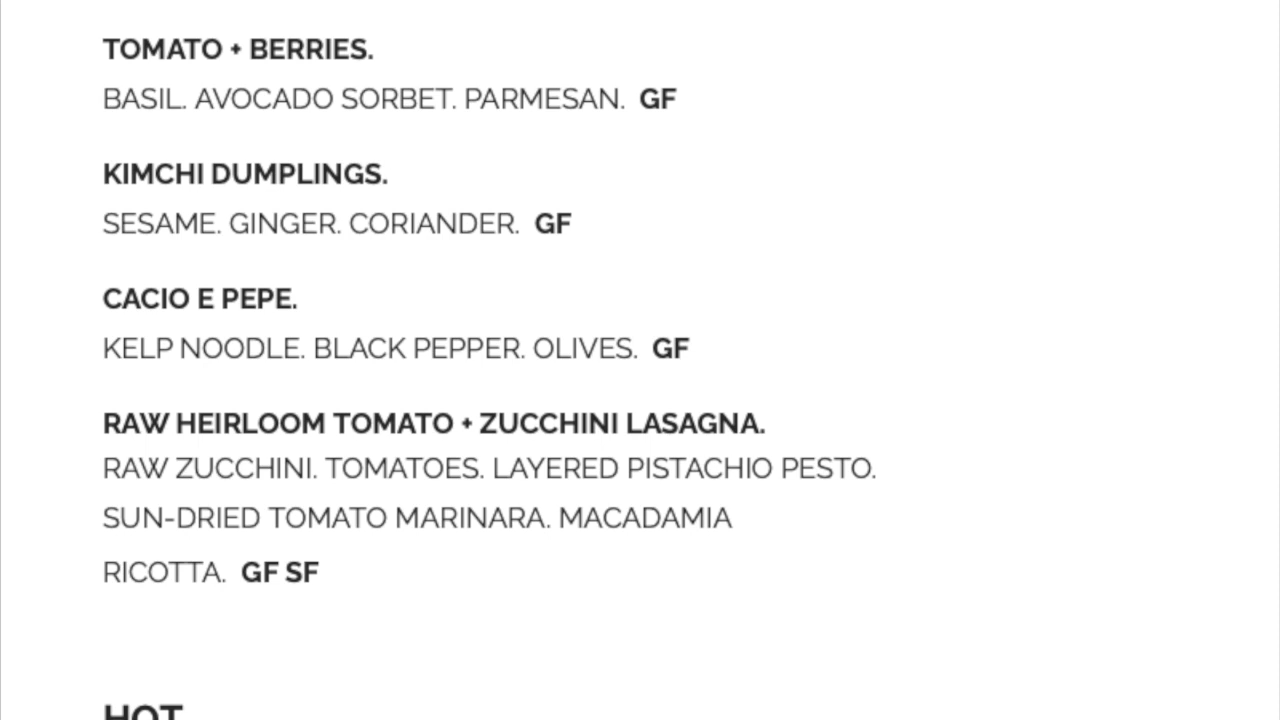 TOMATO + BERRIES.
BASIL. AVOCADO SORBET. PARMESAN. GF
KIMCHI DUMPLINGS.
SESAME. GINGER. CORIANDER. GF
CACIO E PEPE.
KELP NOODLE. BLACK PEPPER. OLIVES. GF
RAW HEIRLOOM TOMATO + ZUCCHINI LASAGNA.
RAW ZUCCHINI. TOMATOES. LAYERED PISTACHIO PESTO.
SUN-DRIED TOMATO MARINARA. MACADAMIA
RICOTTA. GF SF
HOT